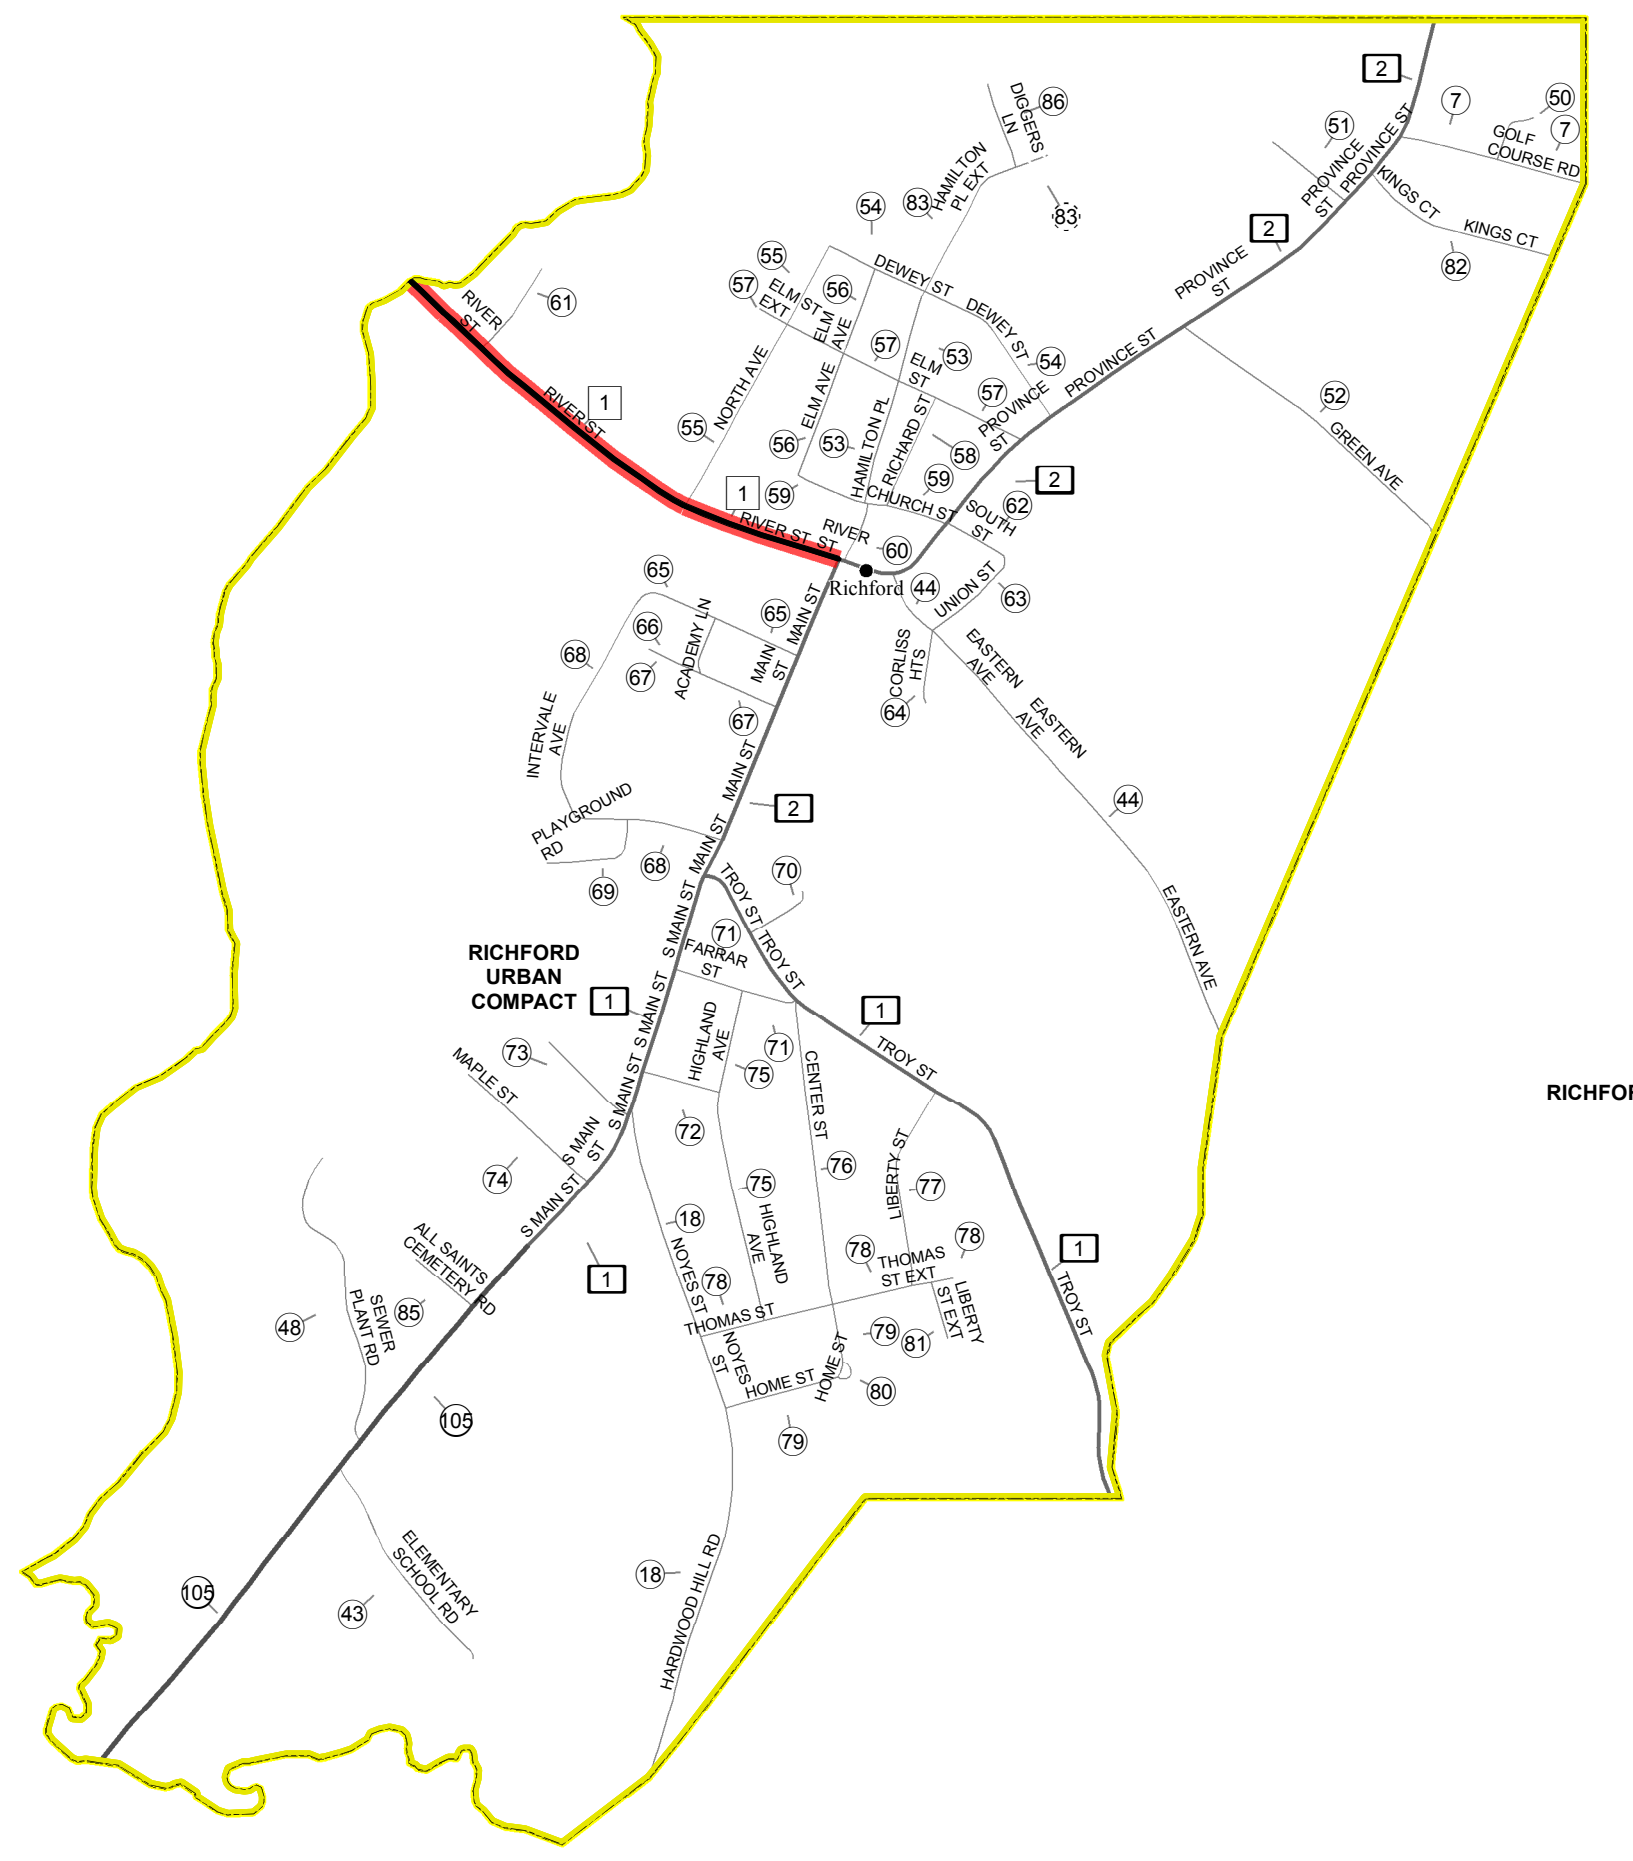 2
50
7
7
51
GOLF
COURSE RD
PROVINCE ST
PROVINCE
ST
KINGS CT
KINGS CT
82
86
DIGGERS
LN
HAMILTON
PL EXT
83
83
54
2
PROVINCE
ST
55
57
ELM ST
EXT
56
ELM
AVE
DEWEY ST
DEWEY ST
54
57
53
ELM
ST
57
PROVINCE
ST
PROVINCE ST
52
GREEN AVE
61
RIVER
ST
RIVER ST
1
NORTH AVE
55
ELM AVE
56
53
HAMILTON PL
RICHARD ST
58
59
59
CHURCH ST
2
62
SOUTH
ST
1
RIVER ST
RIVER
ST
60
Richford
44
UNION ST
63
65
65
66
67
67
ACADEMY LN
MAIN ST
MAIN
ST
68
CORLISS
HTS
64
EASTERN
AVE
EASTERN
AVE
44
EASTERN AVE
INTERVALE
AVE
MAIN ST
2
PLAYGROUND
RD
MAIN ST
68
69
70
TROY ST
TROY ST
S MAIN ST
71
FARRAR
ST
RICHFORD
URBAN
COMPACT
1
S MAIN ST
1
TROY ST
HIGHLAND
AVE
71
75
CENTER ST
73
MAPLE ST
S MAIN ST
RICHFOR
72
S MAIN
ST
74
76
LIBERTY ST
77
75
18
S MAIN ST
HIGHLAND
AVE
NOYES ST
78
78
78
THOMAS
ST EXT
1
TROY ST
ALL SAINTS
CEMETERY RD
1
THOMAS ST
LIBERTY
ST EXT
48
SEWER
PLANT RD
85
NOYES
ST
79
81
HOME ST
HOME ST
80
105
79
ELEMENTARY
SCHOOL RD
18
HARDWOOD HILL RD
105
43